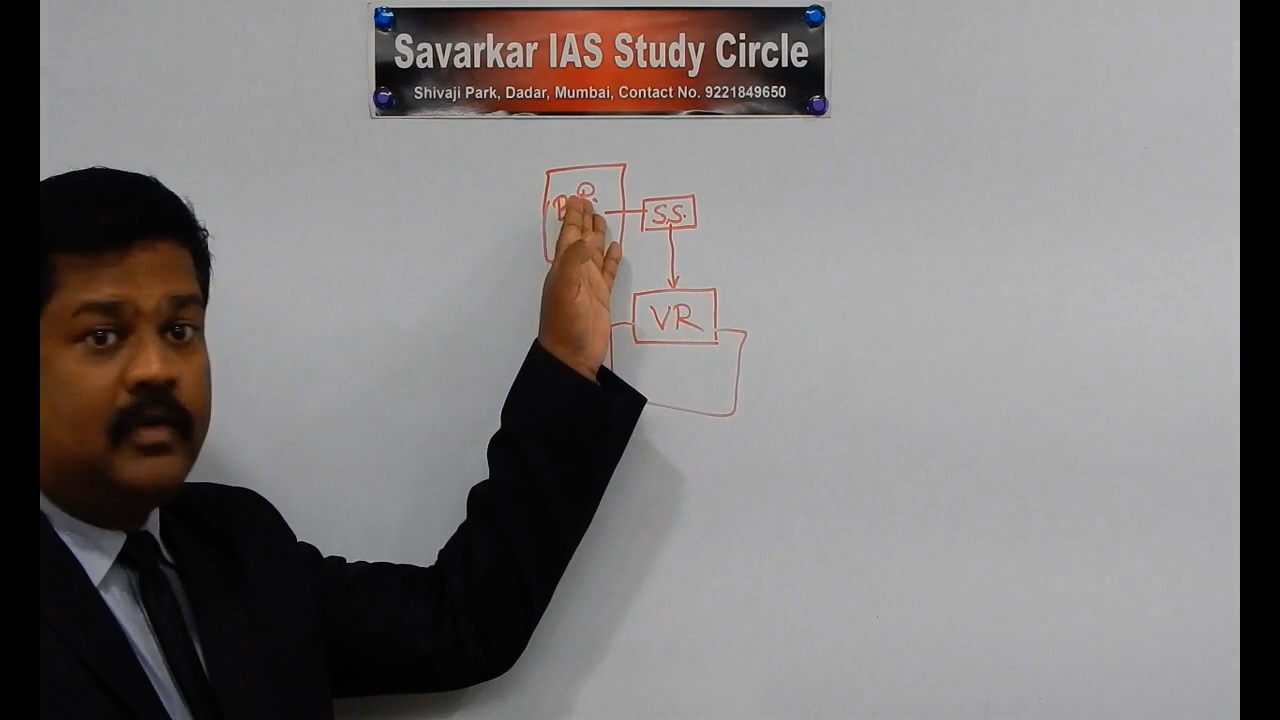 Savarkar IAS Study Circle
Shivaji Park, Dadar, Mumbai, Contact No. 9221849650
S.S.
VR